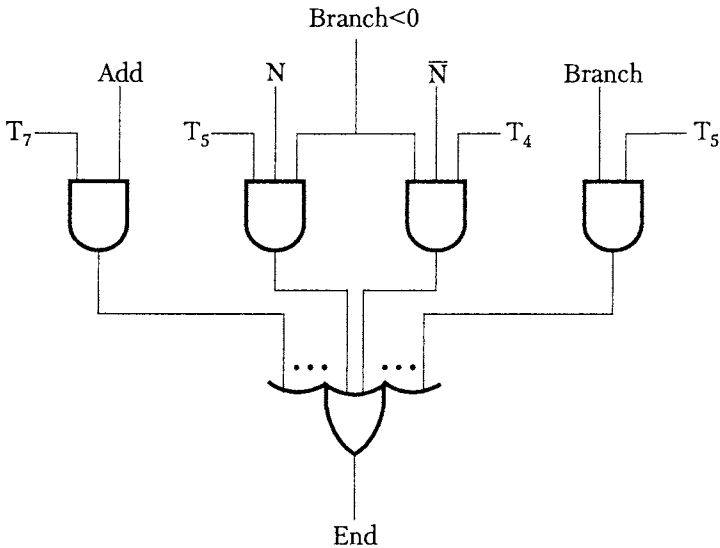 Branch<0
Add N N̅ Branch
T₇ T₅ T₄ T₅
... ...
End